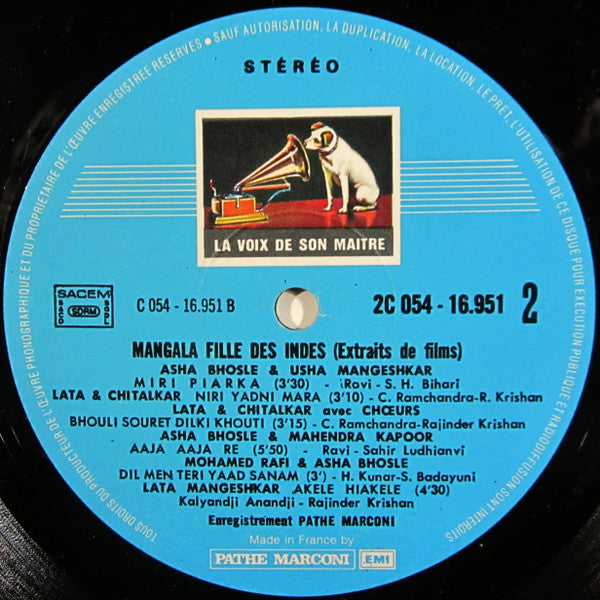 TOUS DROITS DU PRODUCTEUR DE L'ŒUVRE PHONOGRAPHIQUE ET DU PROPRIETAIRE DE L'ŒUVRE ENREGISTREE RESERVES • SAUF AUTORISATION, LA DUPLICATION, LA LOCATION, LE PRET, L'UTILISATION DE CE DISQUE POUR EXECUTION PUBLIQUE ET RADIODIFFUSION SONT INTERDITS
STÉRÉO
LA VOIX DE SON MAITRE
SACEM
SACD SDRM SGDL
C 054 - 16.951 B
2C 054 - 16.951 2
MANGALA FILLE DES INDES (Extraits de films)
ASHA BHOSLE & USHA MANGESHKAR
MIRI PIARKA (3'30) - Ravi - S. H. Bihari
LATA & CHITALKAR NIRI YADNI MARA (3'10) - C. Ramchandra-R. Krishan
LATA & CHITALKAR avec CHŒURS
BHOULI SOURET DILKI KHOUTI (3'15) - C. Ramchandra-Rajinder Krishan
ASHA BHOSLE & MAHENDRA KAPOOR
AAJA AAJA RE (5'50) - Ravi - Sahir Ludhianvi
MOHAMED RAFI & ASHA BHOSLE
DIL MEN TERI YAAD SANAM (3') - H. Kunar-S. Badayuni
LATA MANGESHKAR AKELE HIAKELE (4'30)
Kalyandji Anandji - Rajinder Krishan
Enregistrement PATHE MARCONI
Made in France by
PATHE MARCONI EMI